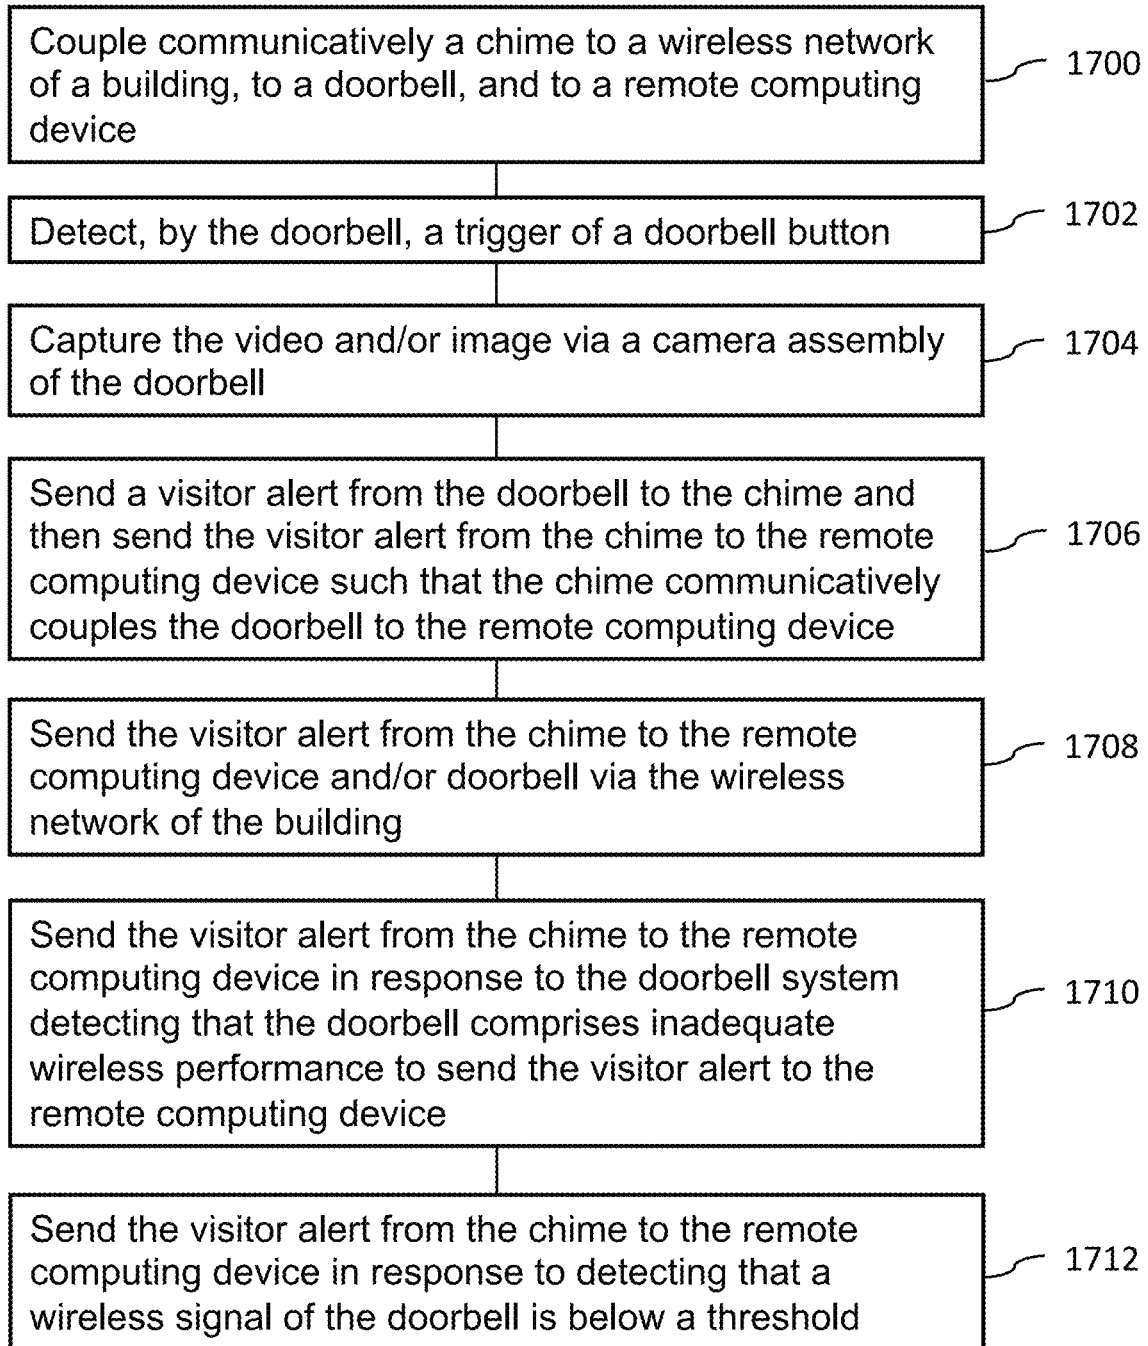 Couple communicatively a chime to a wireless network
of a building, to a doorbell, and to a remote computing
device
1700
Detect, by the doorbell, a trigger of a doorbell button
1702
Capture the video and/or image via a camera assembly
of the doorbell
1704
Send a visitor alert from the doorbell to the chime and
then send the visitor alert from the chime to the remote
computing device such that the chime communicatively
couples the doorbell to the remote computing device
1706
Send the visitor alert from the chime to the remote
computing device and/or doorbell via the wireless
network of the building
1708
Send the visitor alert from the chime to the remote
computing device in response to the doorbell system
detecting that the doorbell comprises inadequate
wireless performance to send the visitor alert to the
remote computing device
1710
Send the visitor alert from the chime to the remote
computing device in response to detecting that a
wireless signal of the doorbell is below a threshold
1712